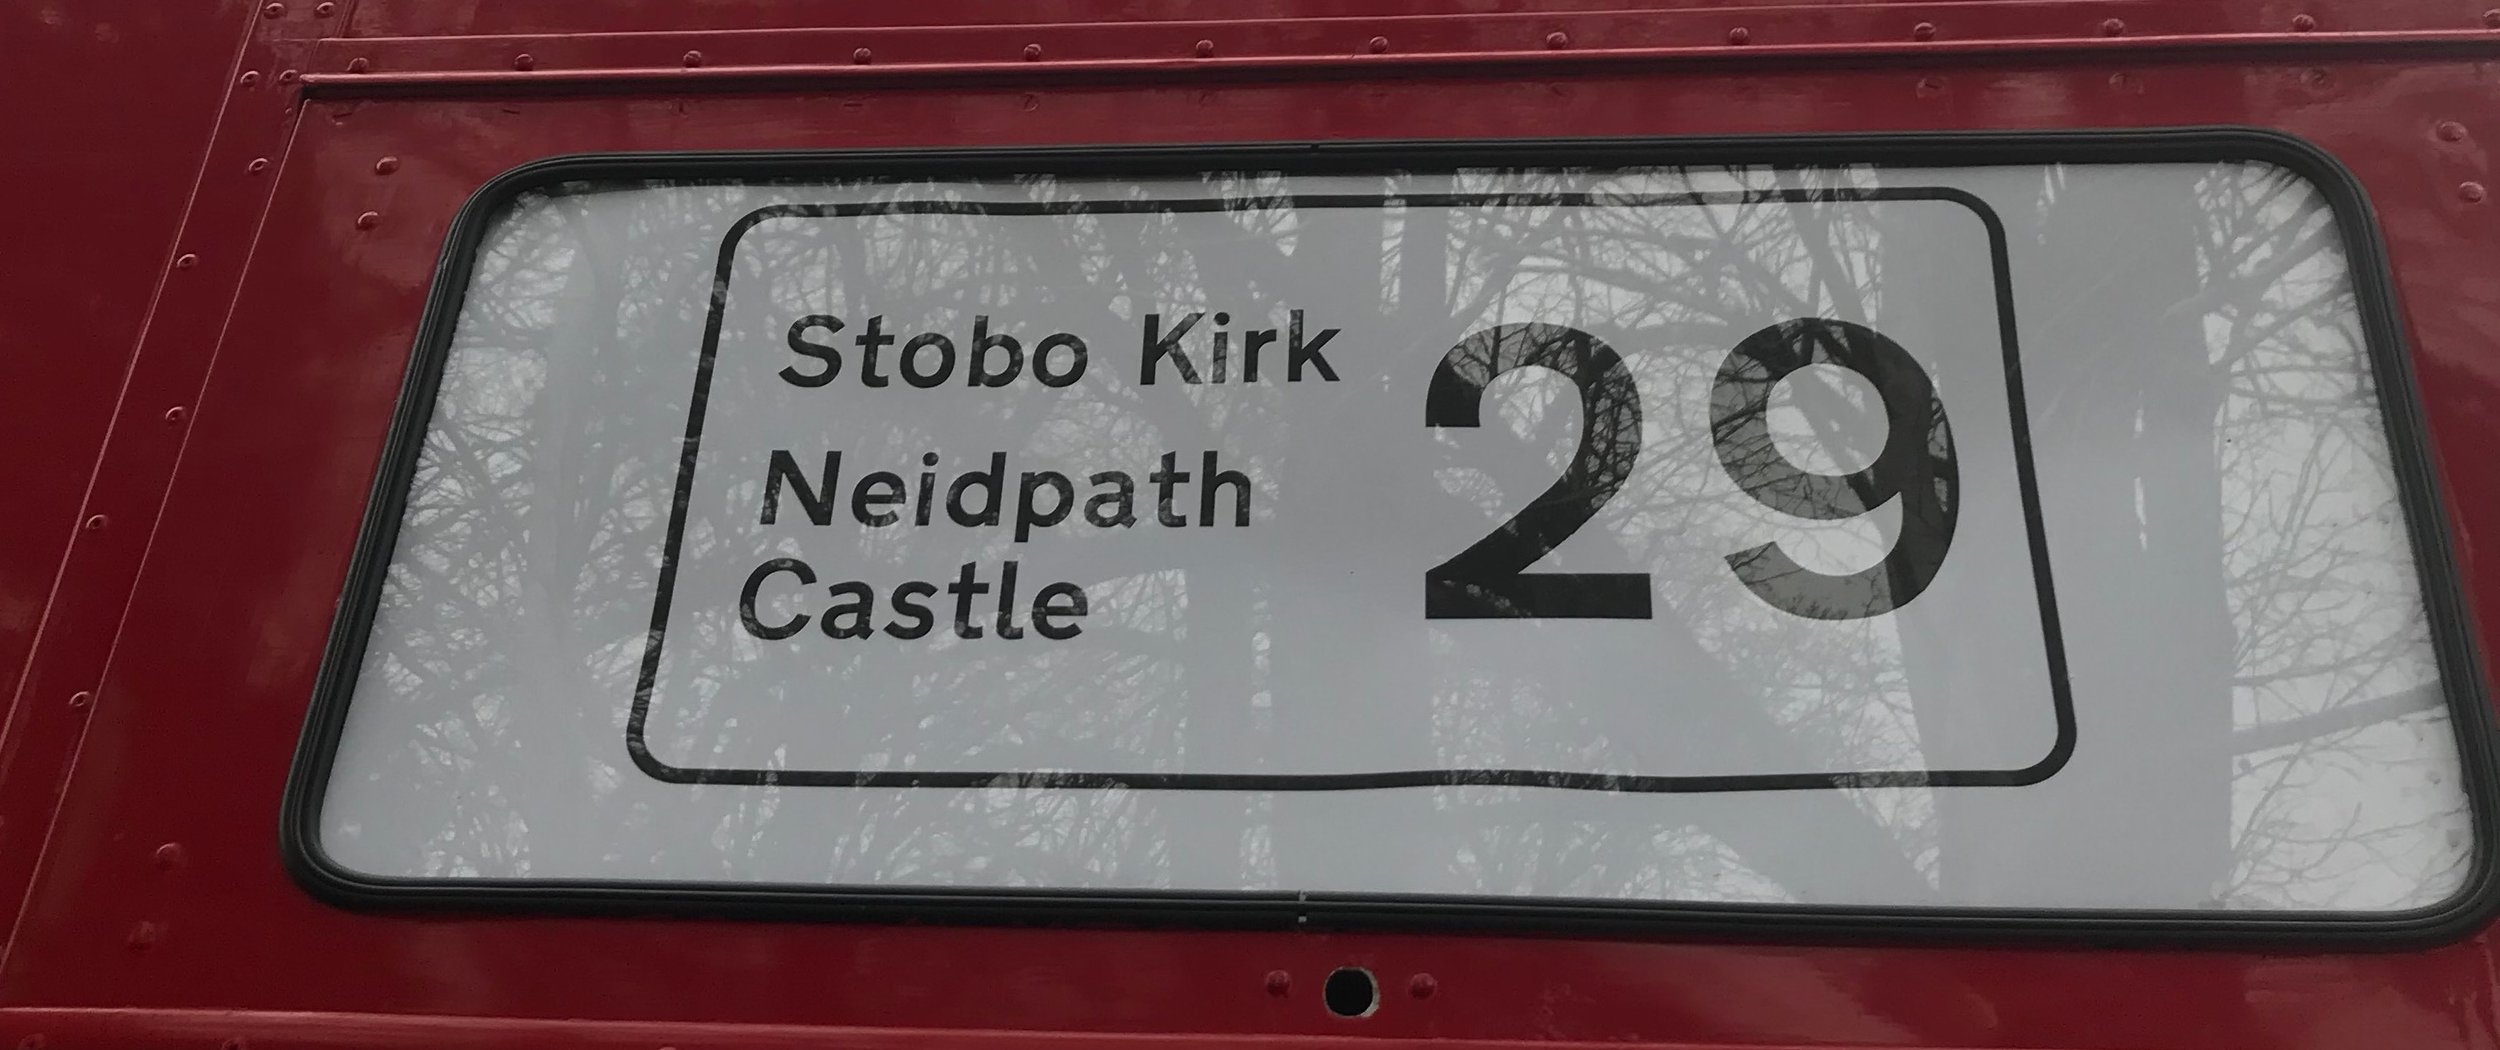 Stobo Kirk
Neidpath
Castle
29